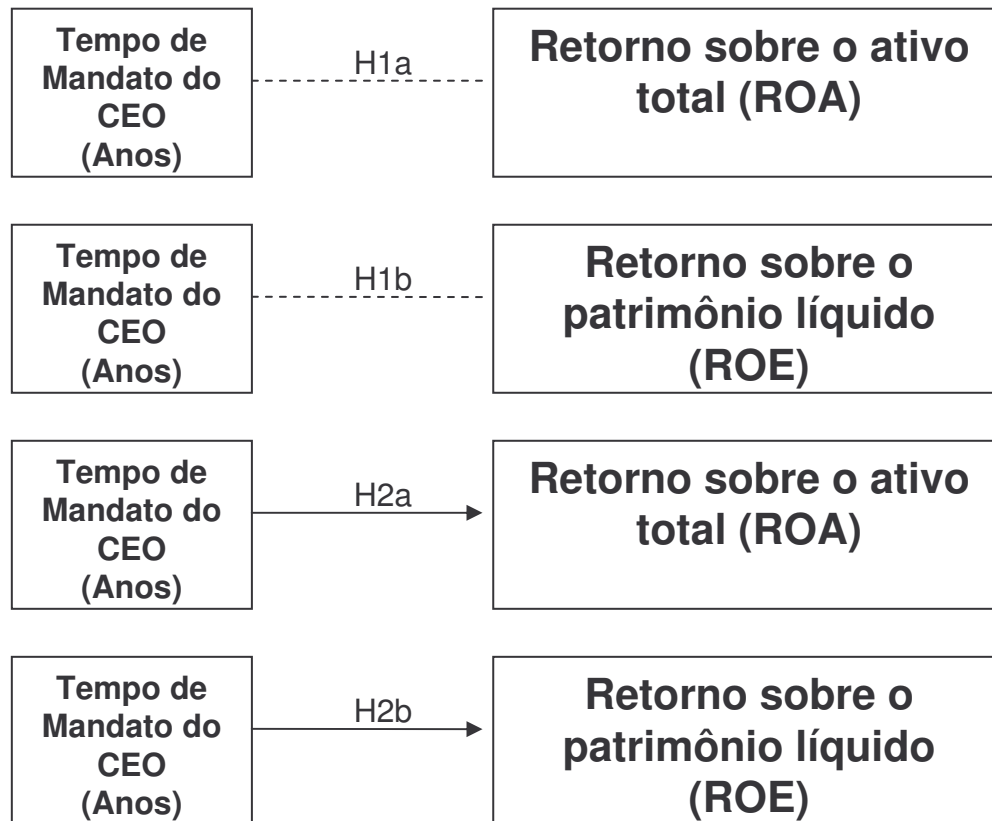 Tempo de
Mandato do
CEO
(Anos)
H1a
Retorno sobre o ativo
total (ROA)
Tempo de
Mandato do
CEO
(Anos)
H1b
Retorno sobre o
patrimônio líquido
(ROE)
Tempo de
Mandato do
CEO
(Anos)
H2a
Retorno sobre o ativo
total (ROA)
Tempo de
Mandato do
CEO
(Anos)
H2b
Retorno sobre o
patrimônio líquido
(ROE)